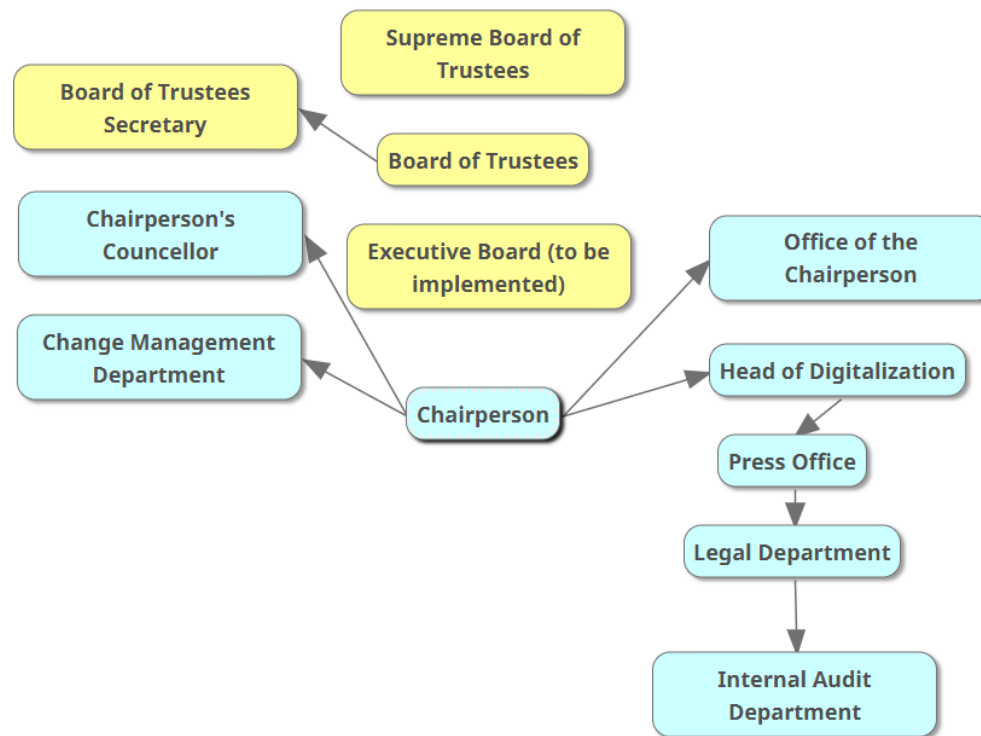 Supreme Board of
Trustees
Board of Trustees
Secretary
Board of Trustees
Chairperson's
Councellor
Executive Board (to be
implemented)
Office of the
Chairperson
Change Management
Department
Head of Digitalization
Chairperson
Press Office
Legal Department
Internal Audit
Department